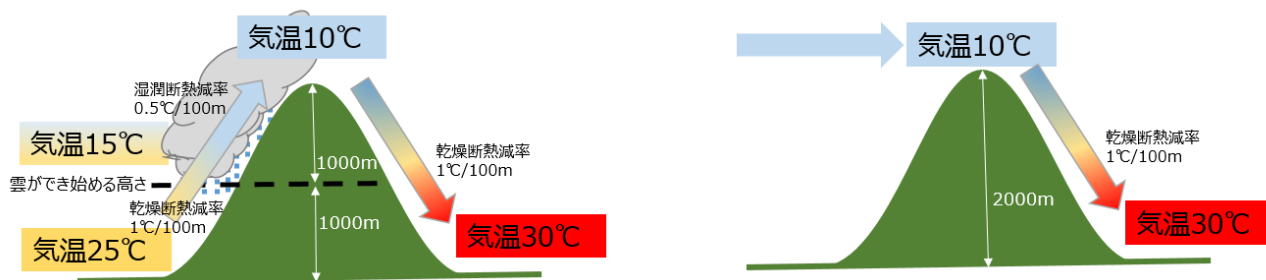 気温10℃
湿潤断熱減率
0.5℃/100m
気温15℃
雲ができ始める高さ
乾燥断熱減率
1℃/100m
気温25℃
1000m
1000m
乾燥断熱減率
1℃/100m
気温30℃
気温10℃
乾燥断熱減率
1℃/100m
2000m
気温30℃